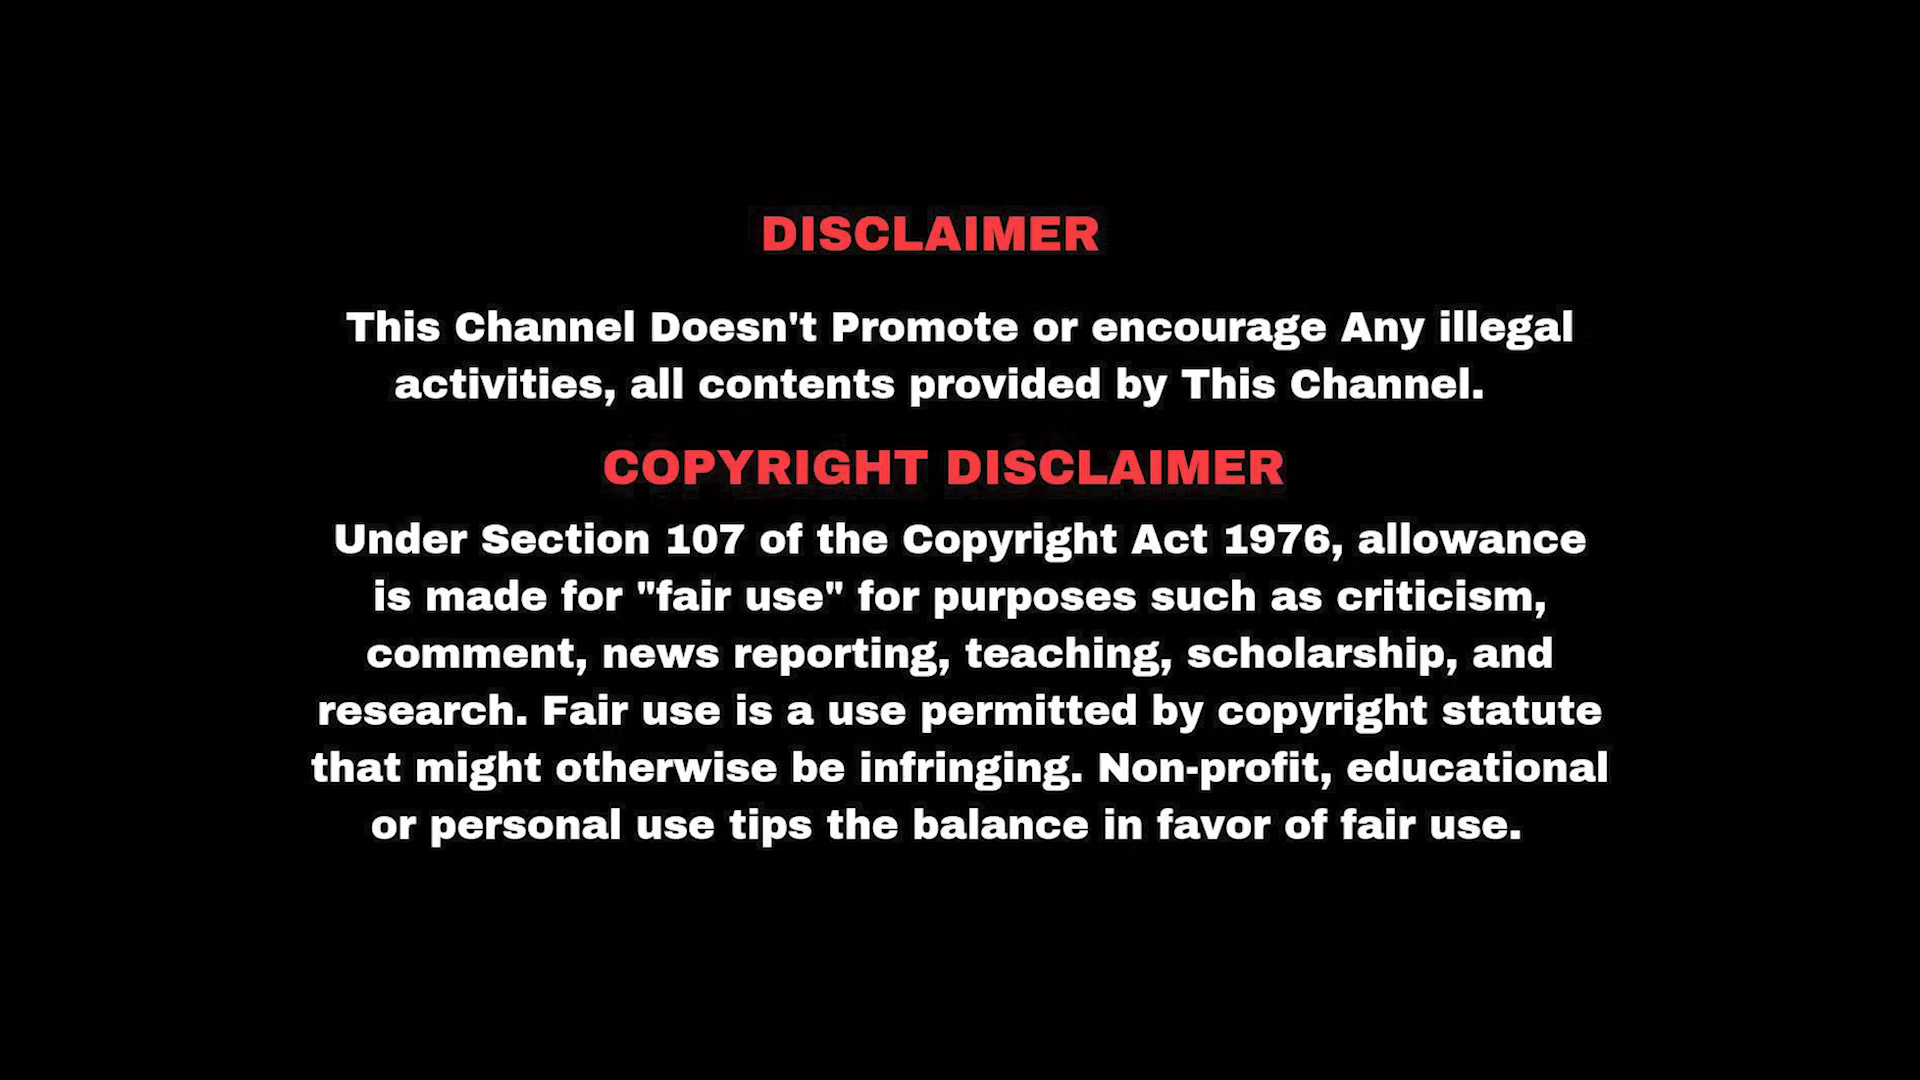 DISCLAIMER
This Channel Doesn't Promote or encourage Any illegal
activities, all contents provided by This Channel.
COPYRIGHT DISCLAIMER
Under Section 107 of the Copyright Act 1976, allowance
is made for "fair use" for purposes such as criticism,
comment, news reporting, teaching, scholarship, and
research. Fair use is a use permitted by copyright statute
that might otherwise be infringing. Non-profit, educational
or personal use tips the balance in favor of fair use.